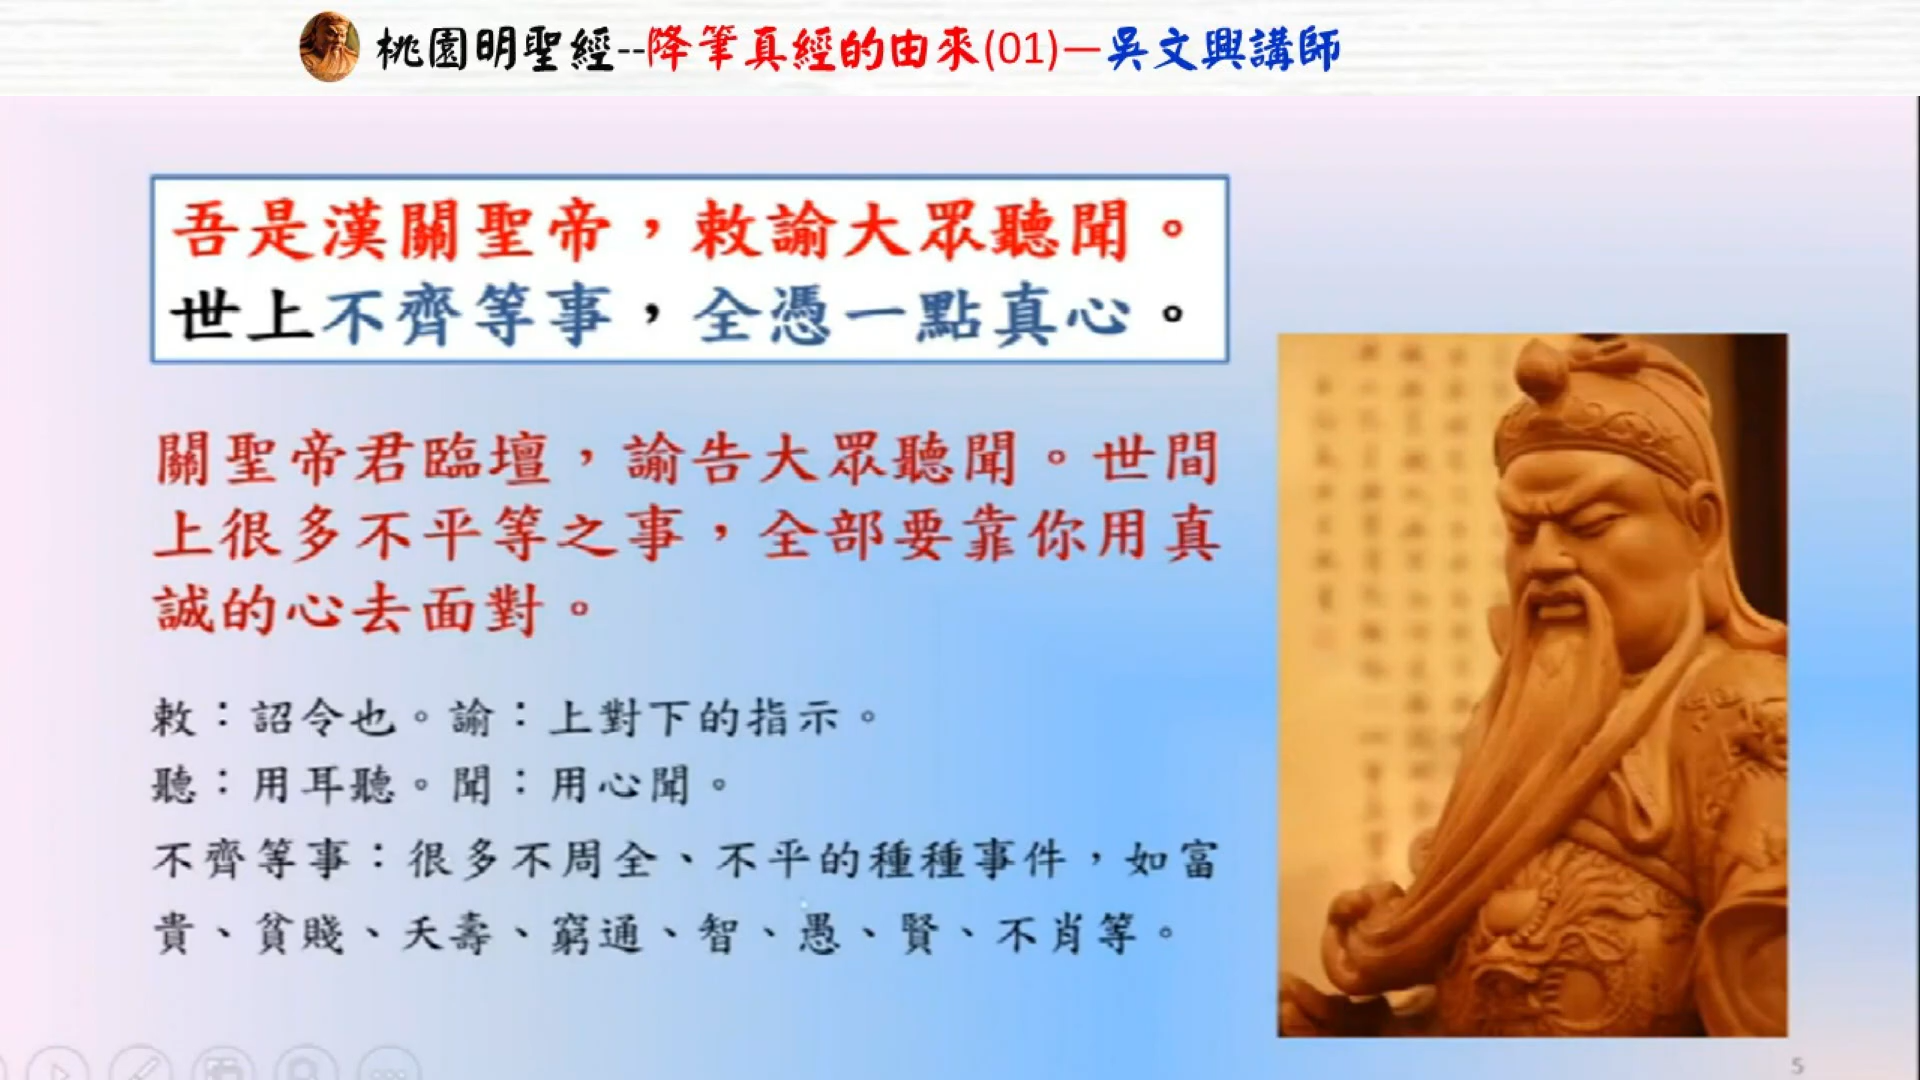 桃園明聖經--降筆真經的由來(01)—吳文興講師
吾是漢關聖帝，敕諭大眾聽聞。
世上不齊等事，全憑一點真心。
關聖帝君臨壇，諭告大眾聽聞。世間
上很多不平等之事，全部要靠你用真
誠的心去面對。
敕：詔令也。諭：上對下的指示。
聽：用耳聽。聞：用心聞。
不齊等事：很多不周全、不平的種種事件，如富
貴、貧賤、夭壽、窮通、智、愚、賢、不肖等。
5